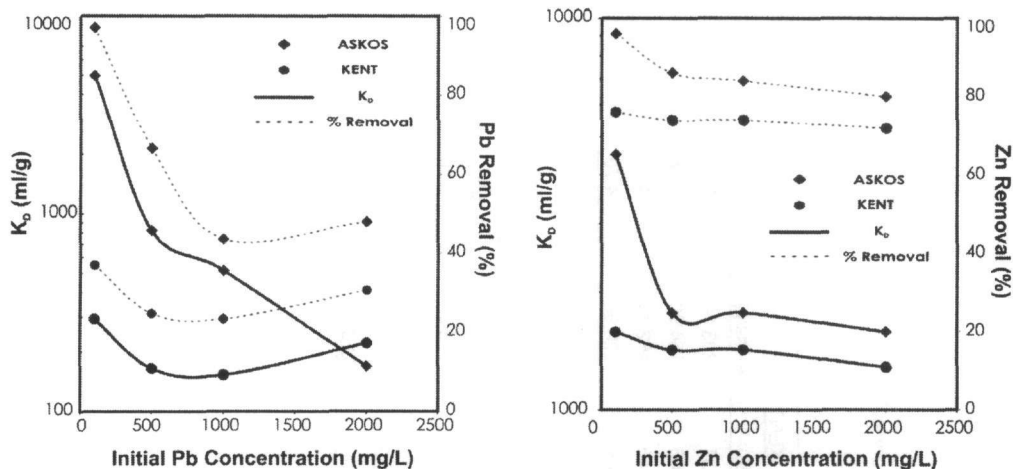 10000
1000
100
K_D (ml/g)
100
80
60
40
20
0
Pb Removal (%)
ASKOS
KENT
K_D
% Removal
0 500 1000 1500 2000 2500
Initial Pb Concentration (mg/L)
10000
1000
K_D (ml/g)
100
80
60
40
20
0
Zn Removal (%)
ASKOS
KENT
K_D
% Removal
0 500 1000 1500 2000 2500
Initial Zn Concentration (mg/L)